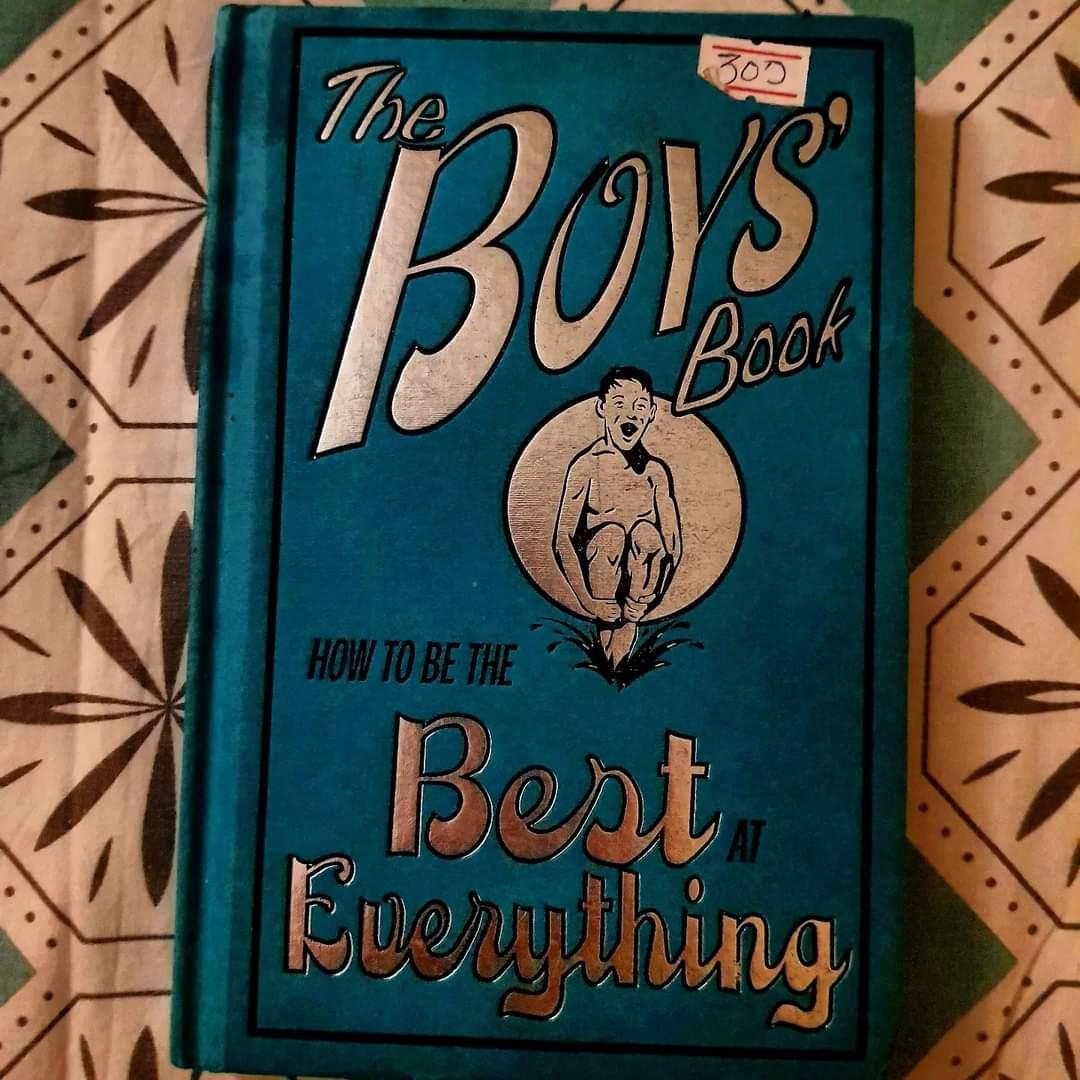 300
The
BOYS'
Book
HOW TO BE THE
Best AT
Everything